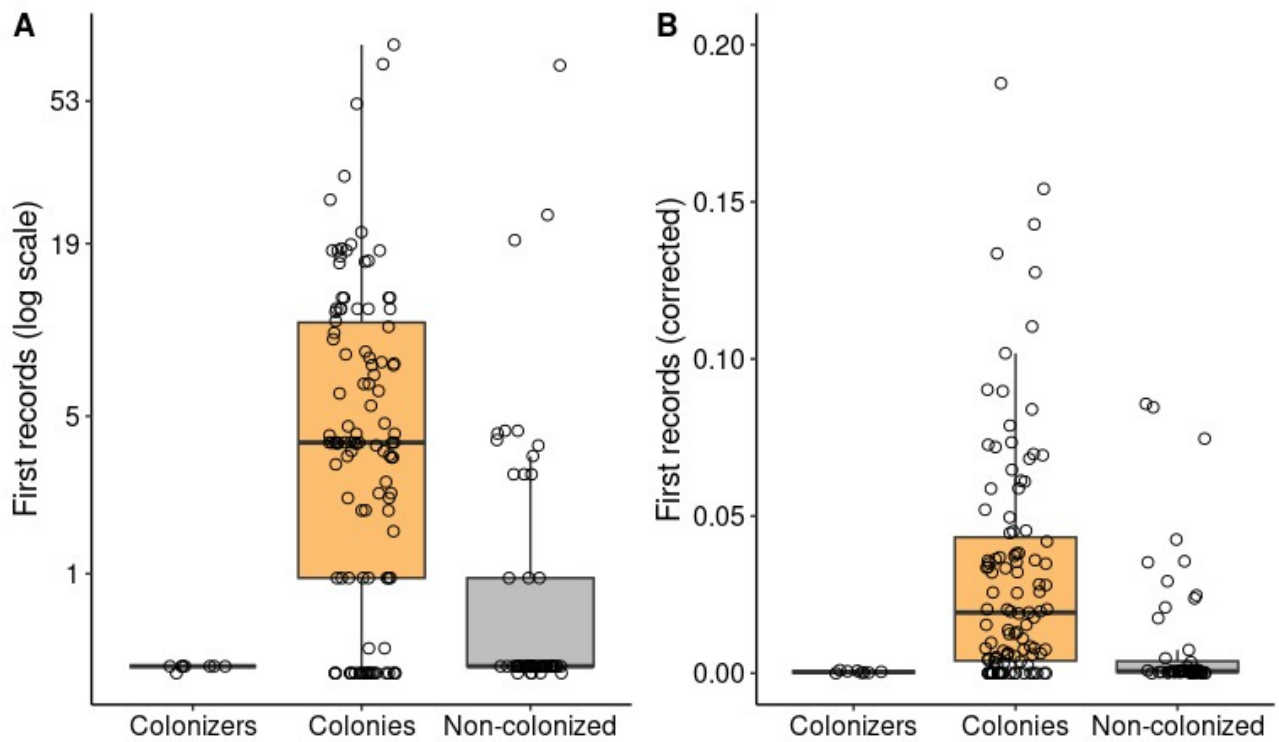 A
First records (log scale)
53
19
5
1
Colonizers
Colonies
Non-colonized
B
First records (corrected)
0.20
0.15
0.10
0.05
0.00
Colonizers
Colonies
Non-colonized